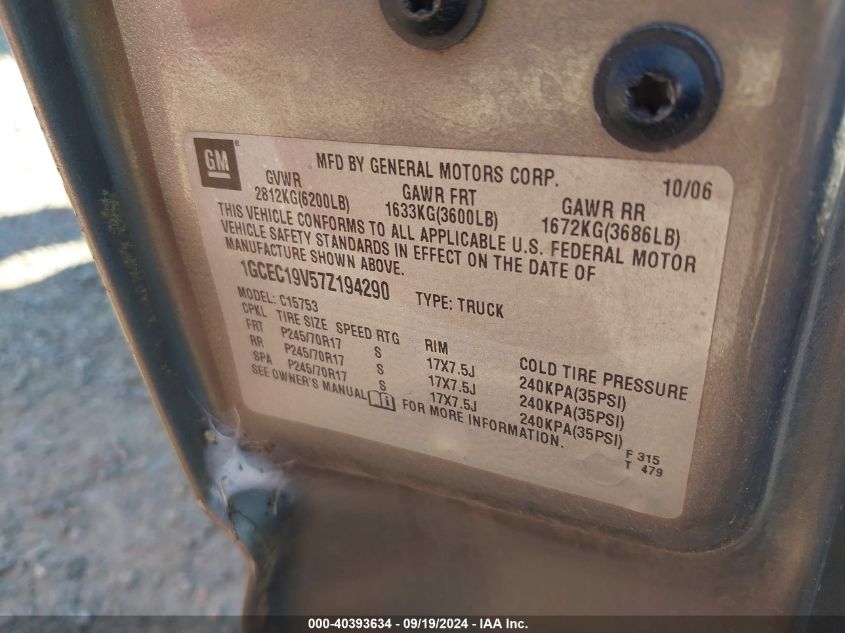 GM
MFD BY GENERAL MOTORS CORP. 10/06
GVWR GAWR FRT GAWR RR
2812KG(6200LB) 1633KG(3600LB) 1672KG(3686LB)
THIS VEHICLE CONFORMS TO ALL APPLICABLE U.S. FEDERAL MOTOR
VEHICLE SAFETY STANDARDS IN EFFECT ON THE DATE OF
MANUFACTURE SHOWN ABOVE.
1GCEC19V57Z194290 TYPE: TRUCK
MODEL: C15753
CPKL TIRE SIZE SPEED RTG RIM COLD TIRE PRESSURE
FRT P245/70R17 S 17X7.5J 240KPA(35PSI)
RR P245/70R17 S 17X7.5J 240KPA(35PSI)
SPA P245/70R17 S 17X7.5J 240KPA(35PSI)
SEE OWNER'S MANUAL FOR MORE INFORMATION.
F 315
T 479
000-40393634 - 09/19/2024 - IAA Inc.